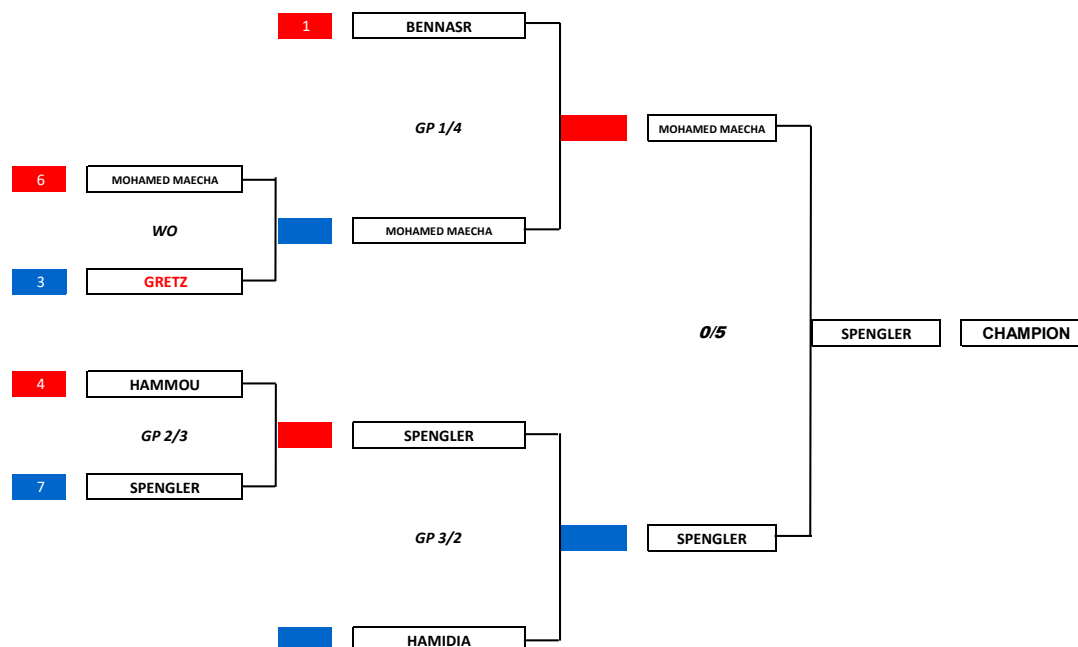 1 BENNASR
GP 1/4
MOHAMED MAECHA
6 MOHAMED MAECHA
WO
MOHAMED MAECHA
3 GRETZ
0/5
SPENGLER CHAMPION
4 HAMMOU
GP 2/3
SPENGLER
7 SPENGLER
GP 3/2
SPENGLER
HAMIDIA